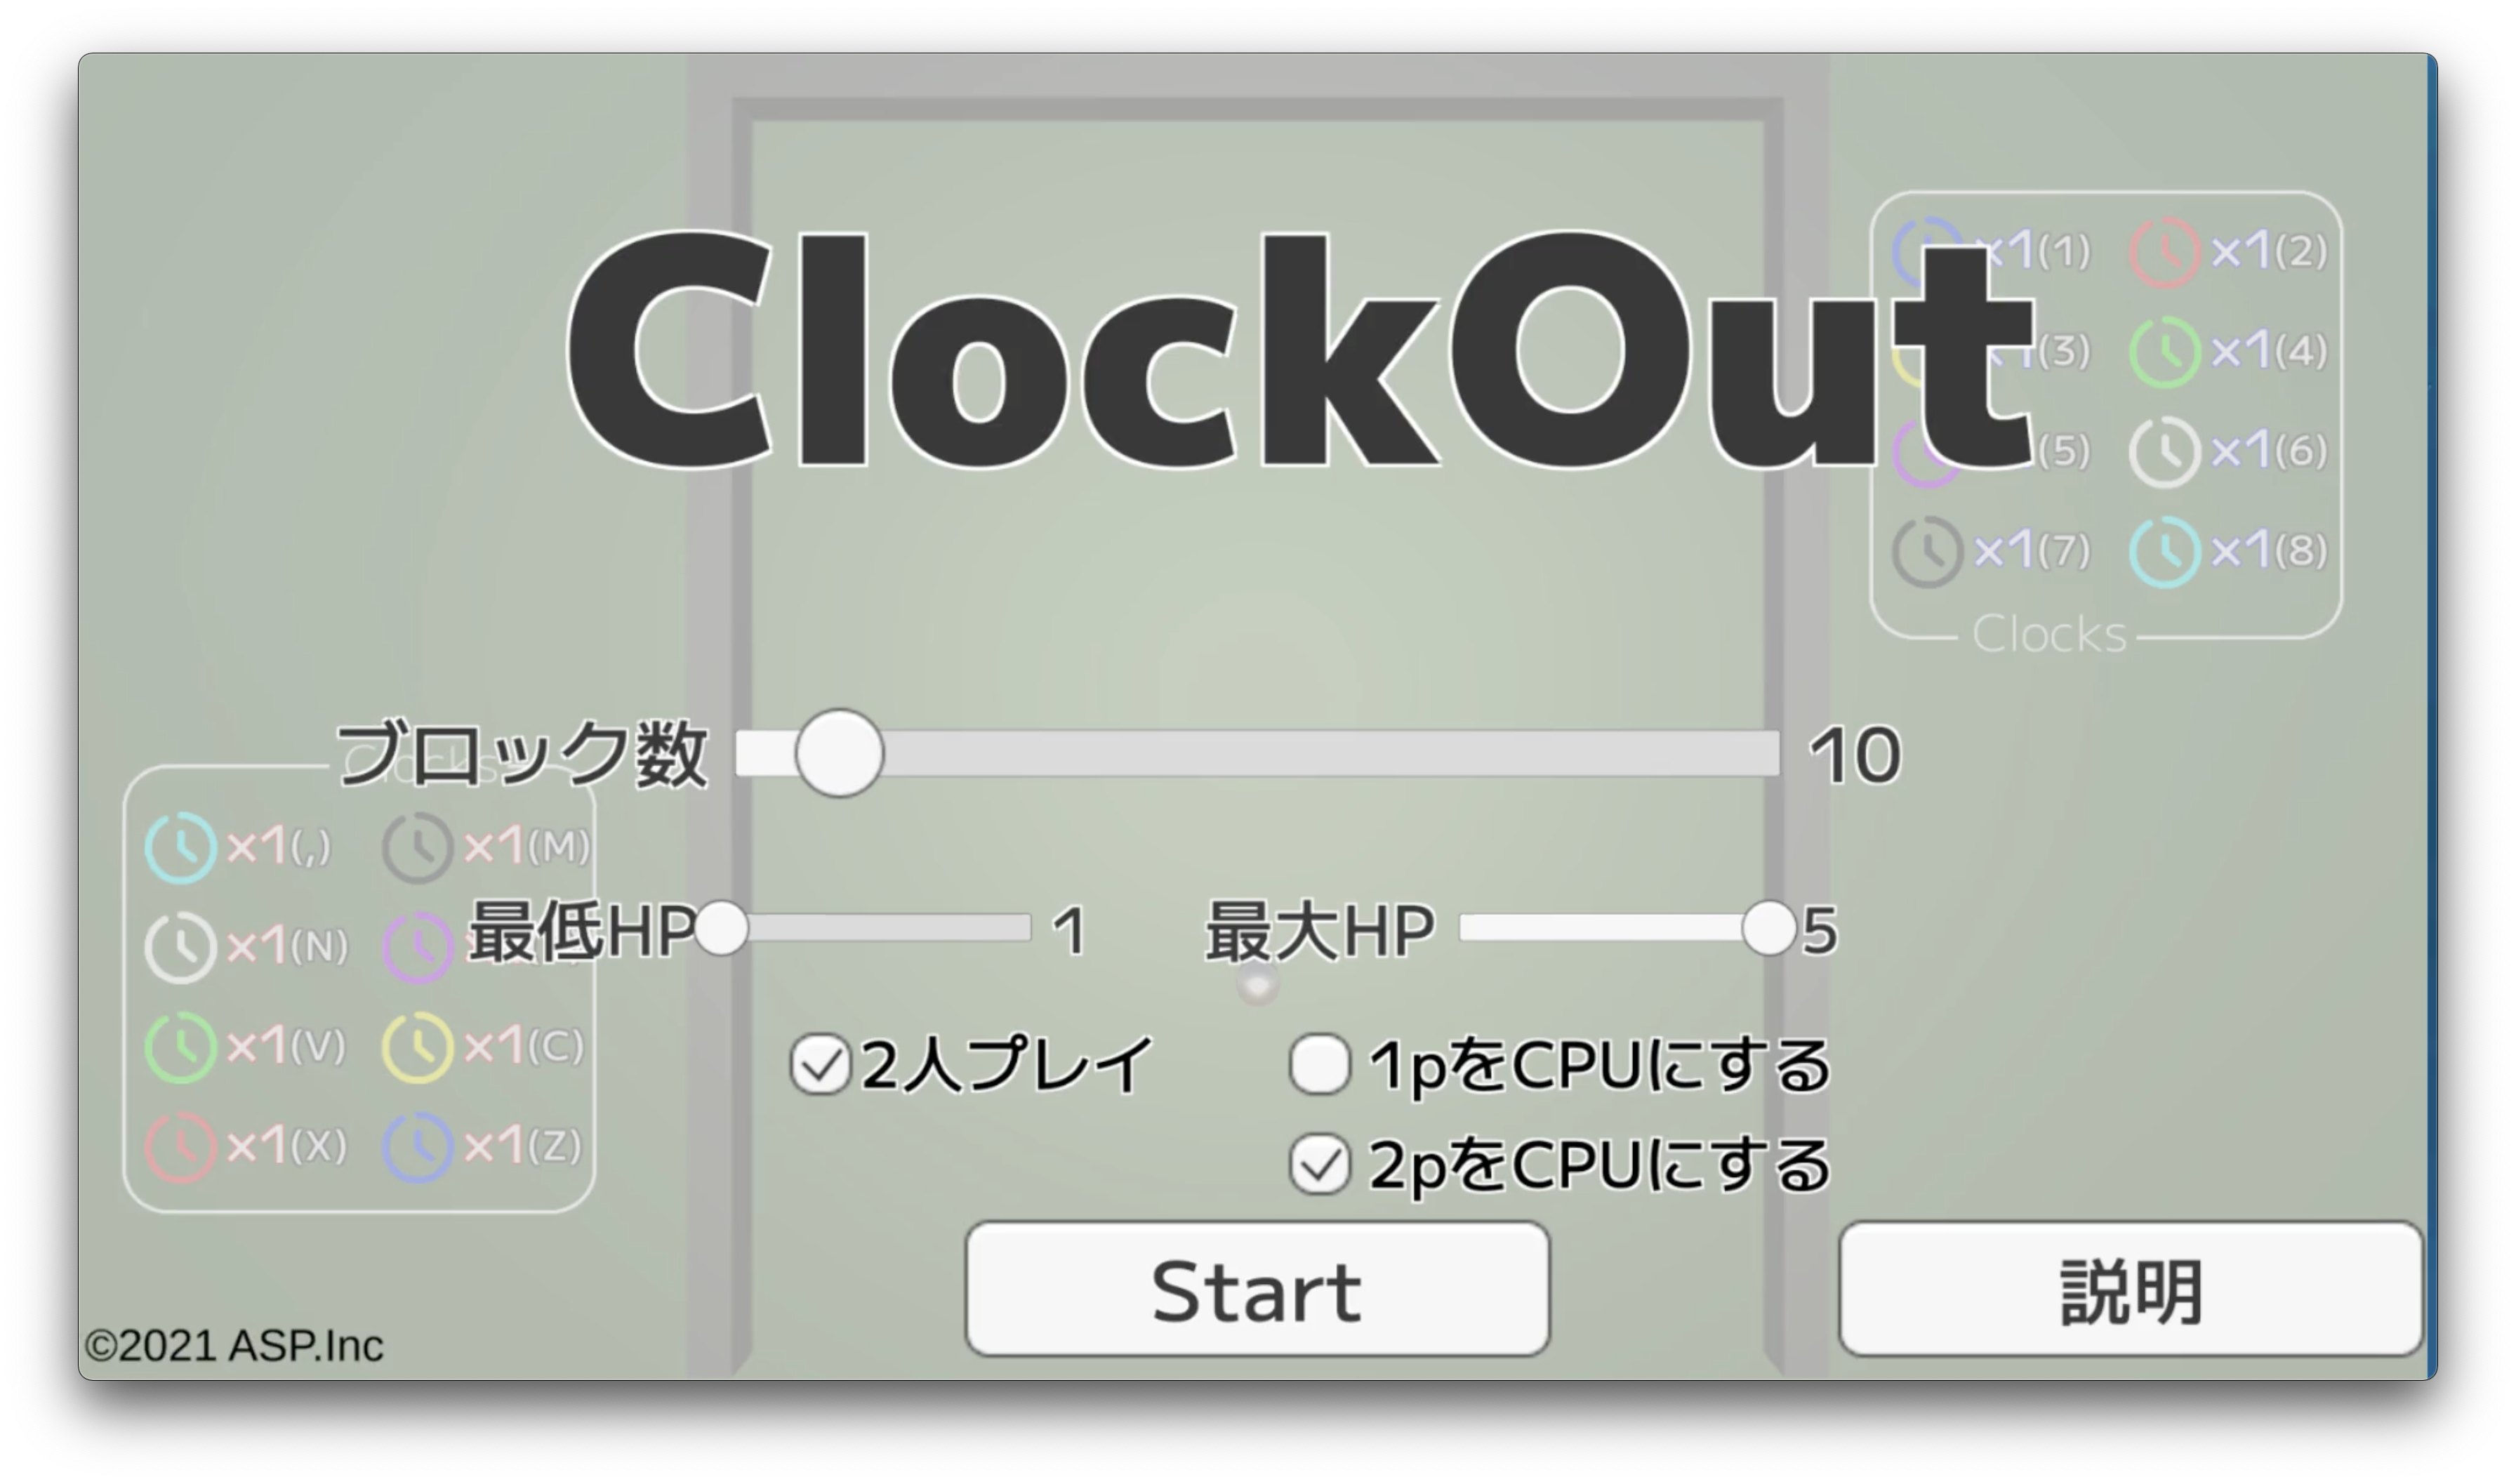 ClockOut
×1(1) ×1(2)
(3) ×1(4)
(5) ×1(6)
×1(7) ×1(8)
Clocks
ブロック数 10
Clocks
×1(,) ×1(M)
最低HP 1 最大HP 5
×1(N)
2人プレイ 1pをCPUにする
×1(V) ×1(C)
×1(X) ×1(Z)
2pをCPUにする
Start
説明
©2021 ASP.Inc